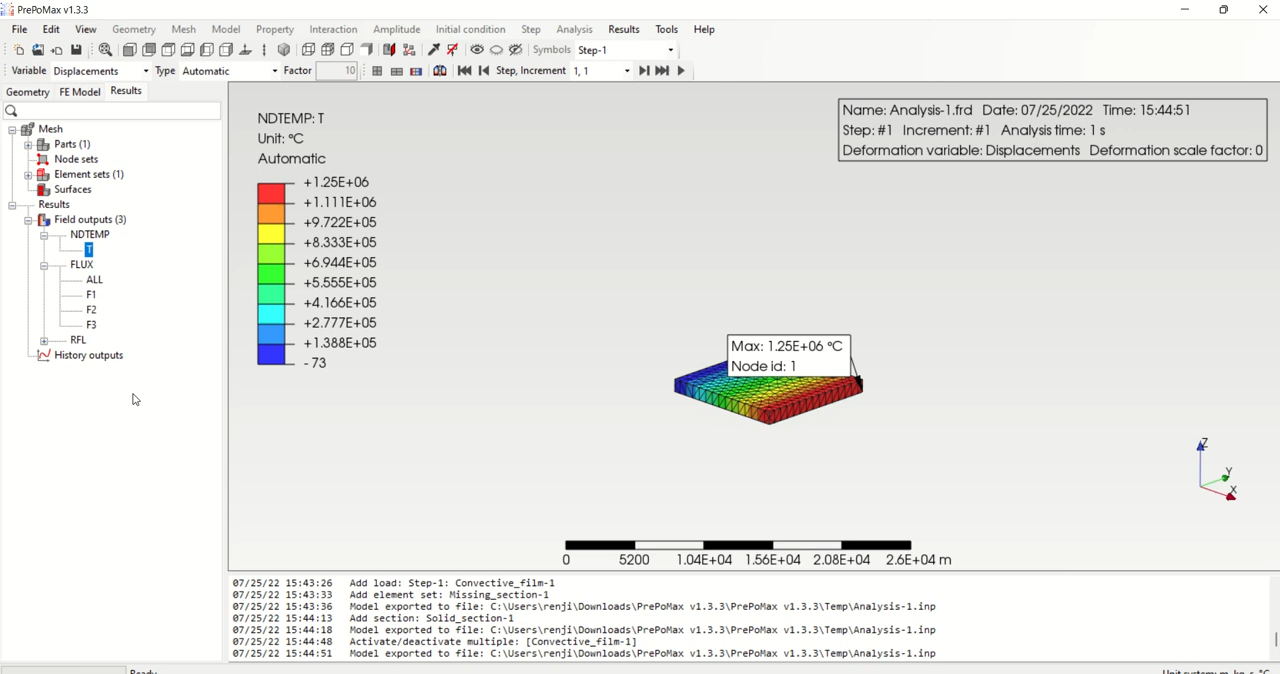 PrePoMax v1.3.3
File Edit View Geometry Mesh Model Property Interaction Amplitude Initial condition Step Analysis Results Tools Help
Symbols Step-1
Variable Displacements Type Automatic Factor 10 Step, Increment 1, 1
Geometry FE Model Results
Mesh
Parts (1)
Node sets
Element sets (1)
Surfaces
Results
Field outputs (3)
NDTEMP
T
FLUX
ALL
F1
F2
F3
RFL
History outputs
NDTEMP: T
Unit: °C
Automatic
+1.25E+06
+1.111E+06
+9.722E+05
+8.333E+05
+6.944E+05
+5.555E+05
+4.166E+05
+2.777E+05
+1.388E+05
-73
Name: Analysis-1.frd Date: 07/25/2022 Time: 15:44:51
Step: #1 Increment: #1 Analysis time: 1 s
Deformation variable: Displacements Deformation scale factor: 0
Max: 1.25E+06 °C
Node id: 1
Z
Y
X
0 5200 1.04E+04 1.56E+04 2.08E+04 2.6E+04 m
07/25/22 15:43:26 Add load: Step-1: Convective_film-1
07/25/22 15:43:33 Add element set: Missing_section-1
07/25/22 15:43:36 Model exported to file: C:\Users\renji\Downloads\PrePoMax v1.3.3\PrePoMax v1.3.3\Temp\Analysis-1.inp
07/25/22 15:44:13 Add section: Solid_section-1
07/25/22 15:44:18 Model exported to file: C:\Users\renji\Downloads\PrePoMax v1.3.3\PrePoMax v1.3.3\Temp\Analysis-1.inp
07/25/22 15:44:48 Activate/deactivate multiple: [Convective_film-1]
07/25/22 15:44:51 Model exported to file: C:\Users\renji\Downloads\PrePoMax v1.3.3\PrePoMax v1.3.3\Temp\Analysis-1.inp
Ready
Unit system: m, kg, s, °C